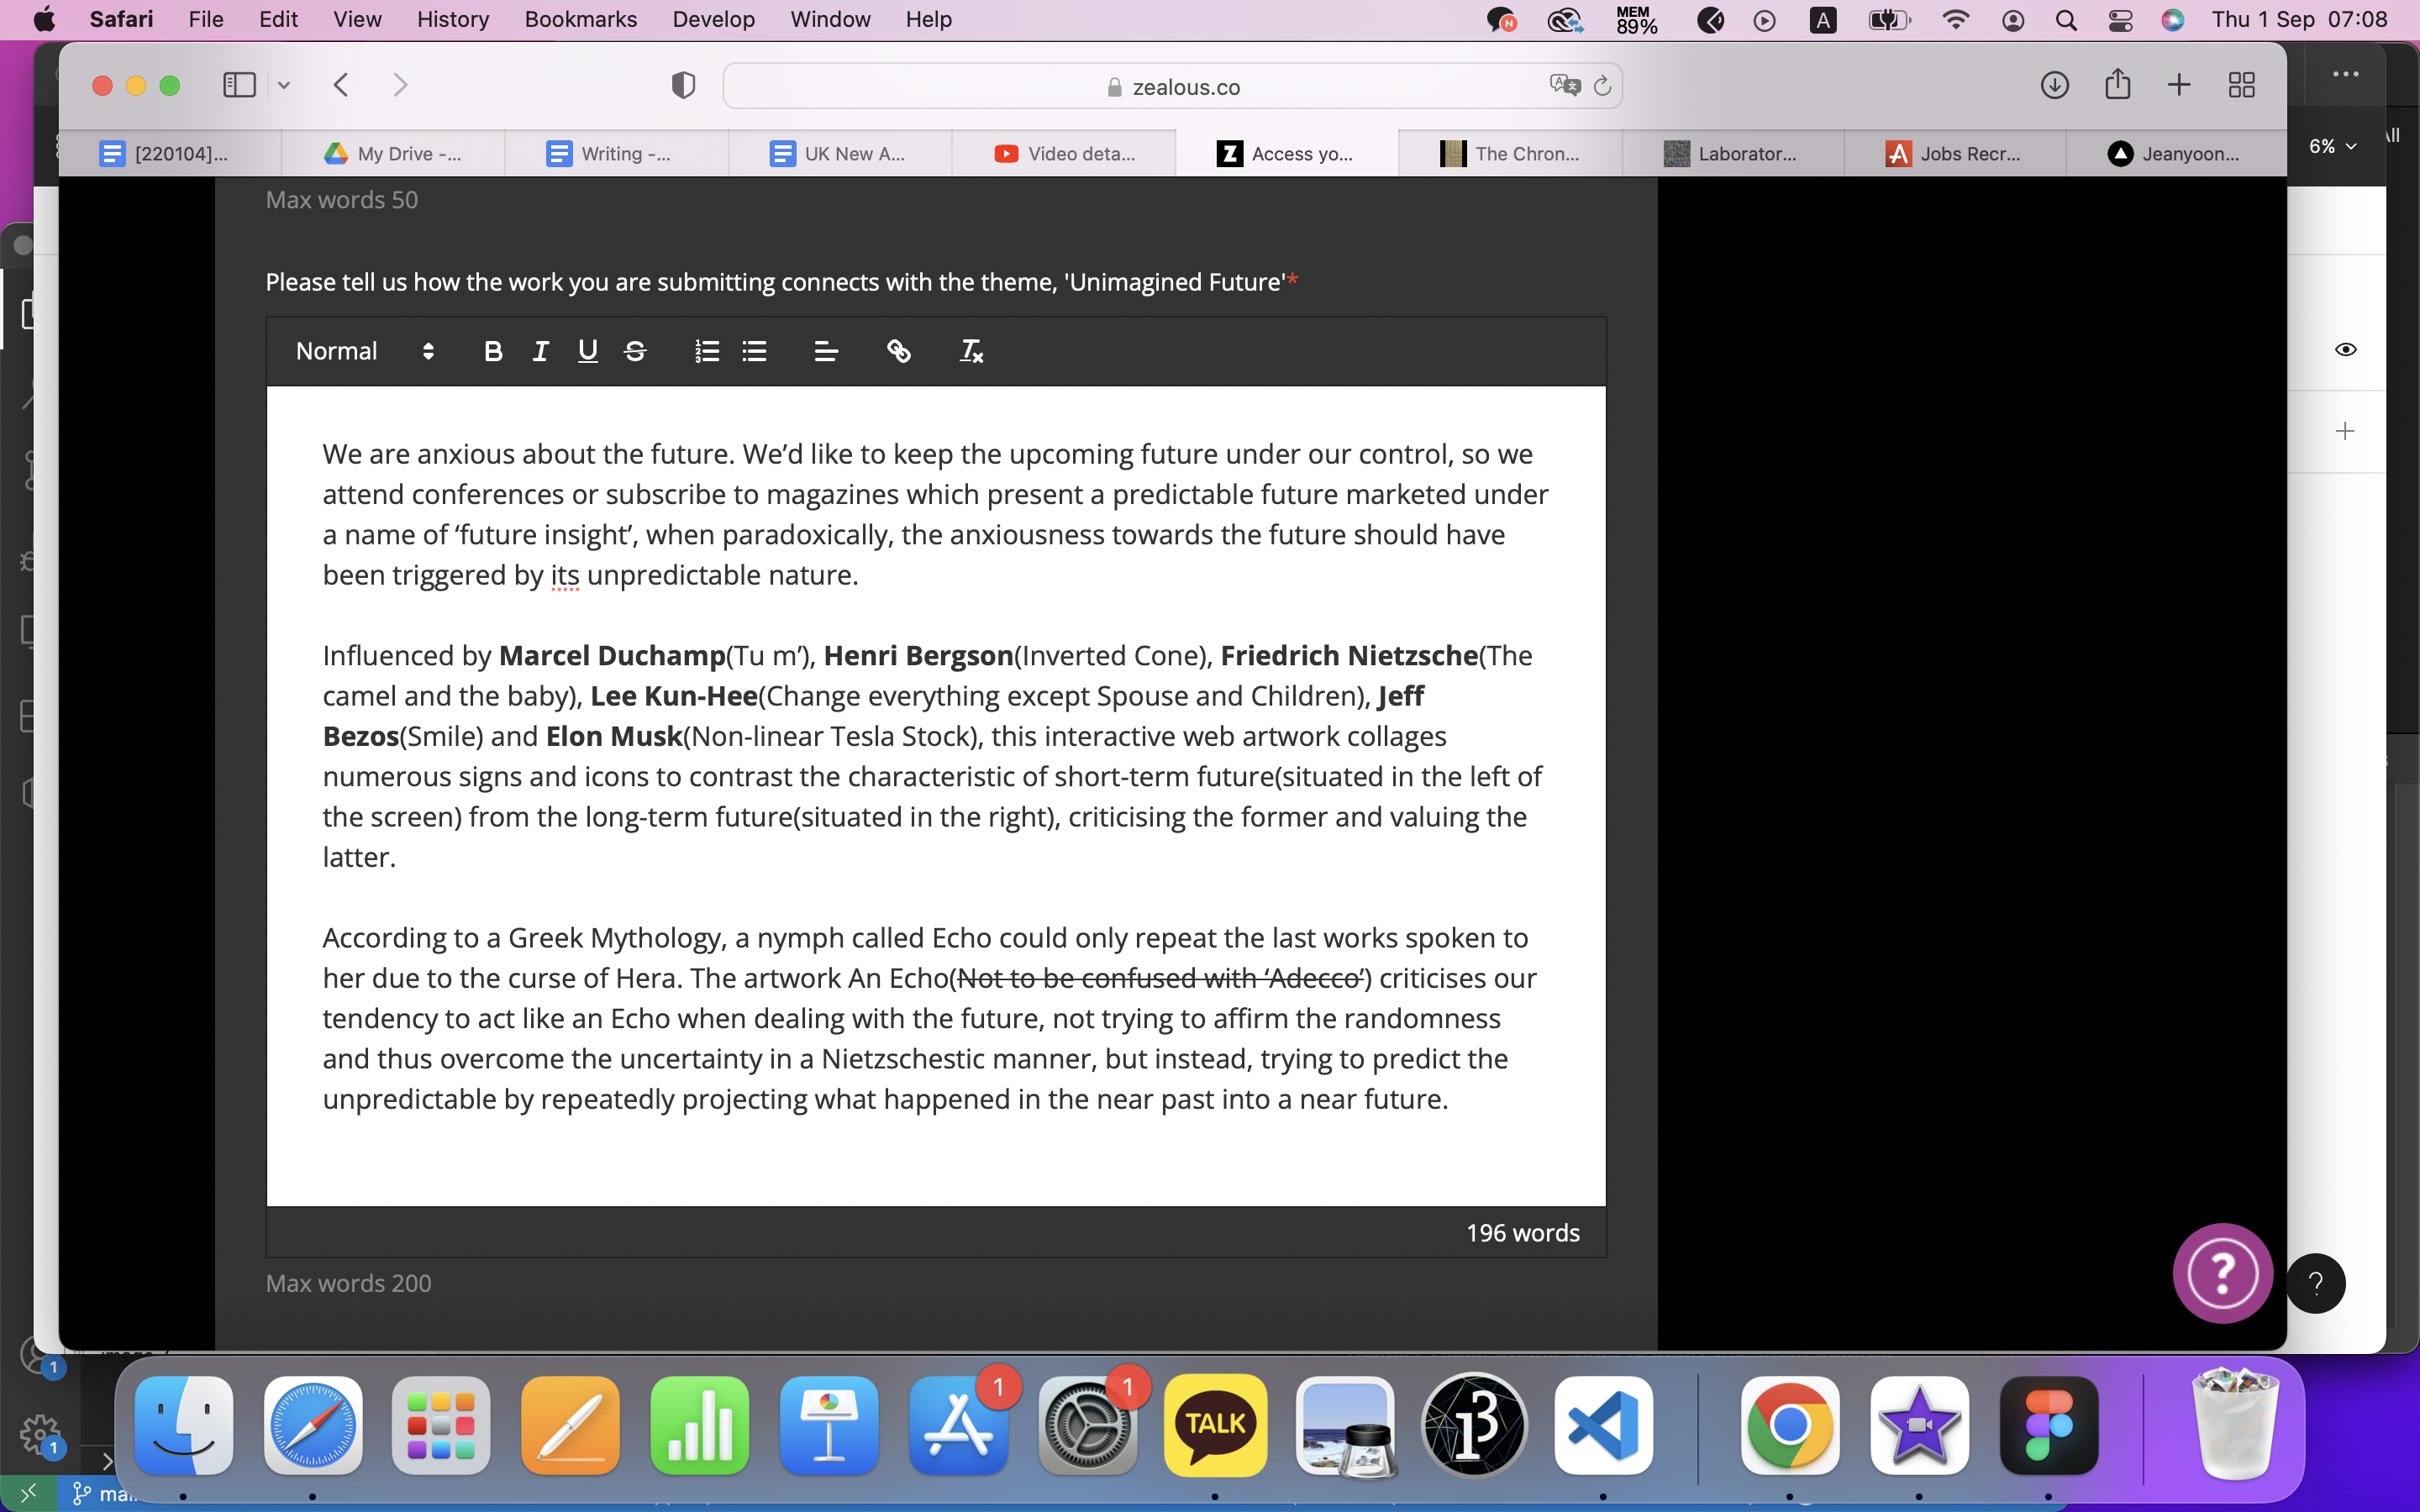 Safari File Edit View History Bookmarks Develop Window Help MEM 89% A Thu 1 Sep 07:08
zealous.co
[220104]... My Drive -... Writing -... UK New A... Video deta... Access yo... The Chron... Laborator... Jobs Recr... Jeanyoon... 6%
Max words 50
Please tell us how the work you are submitting connects with the theme, 'Unimagined Future'*
Normal B I U S
We are anxious about the future. We’d like to keep the upcoming future under our control, so we
attend conferences or subscribe to magazines which present a predictable future marketed under
a name of ‘future insight’, when paradoxically, the anxiousness towards the future should have
been triggered by its unpredictable nature.
Influenced by Marcel Duchamp(Tu m’), Henri Bergson(Inverted Cone), Friedrich Nietzsche(The
camel and the baby), Lee Kun-Hee(Change everything except Spouse and Children), Jeff
Bezos(Smile) and Elon Musk(Non-linear Tesla Stock), this interactive web artwork collages
numerous signs and icons to contrast the characteristic of short-term future(situated in the left of
the screen) from the long-term future(situated in the right), criticising the former and valuing the
latter.
According to a Greek Mythology, a nymph called Echo could only repeat the last works spoken to
her due to the curse of Hera. The artwork An Echo(Not to be confused with ‘Adecco’) criticises our
tendency to act like an Echo when dealing with the future, not trying to affirm the randomness
and thus overcome the uncertainty in a Nietzschestic manner, but instead, trying to predict the
unpredictable by repeatedly projecting what happened in the near past into a near future.
196 words
Max words 200
?
?
1
1
1
1
TALK